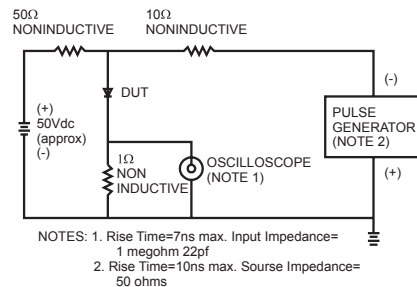 50Ω
NONINDUCTIVE
10Ω
NONINDUCTIVE
DUT
(+)
50Vdc
(approx)
(-)
1Ω
NON
INDUCTIVE
OSCILLOSCOPE
(NOTE 1)
(-)
PULSE
GENERATOR
(NOTE 2)
(+)
NOTES: 1. Rise Time=7ns max. Input Impedance=
1 megohm 22pf
2. Rise Time=10ns max. Sourse Impedance=
50 ohms